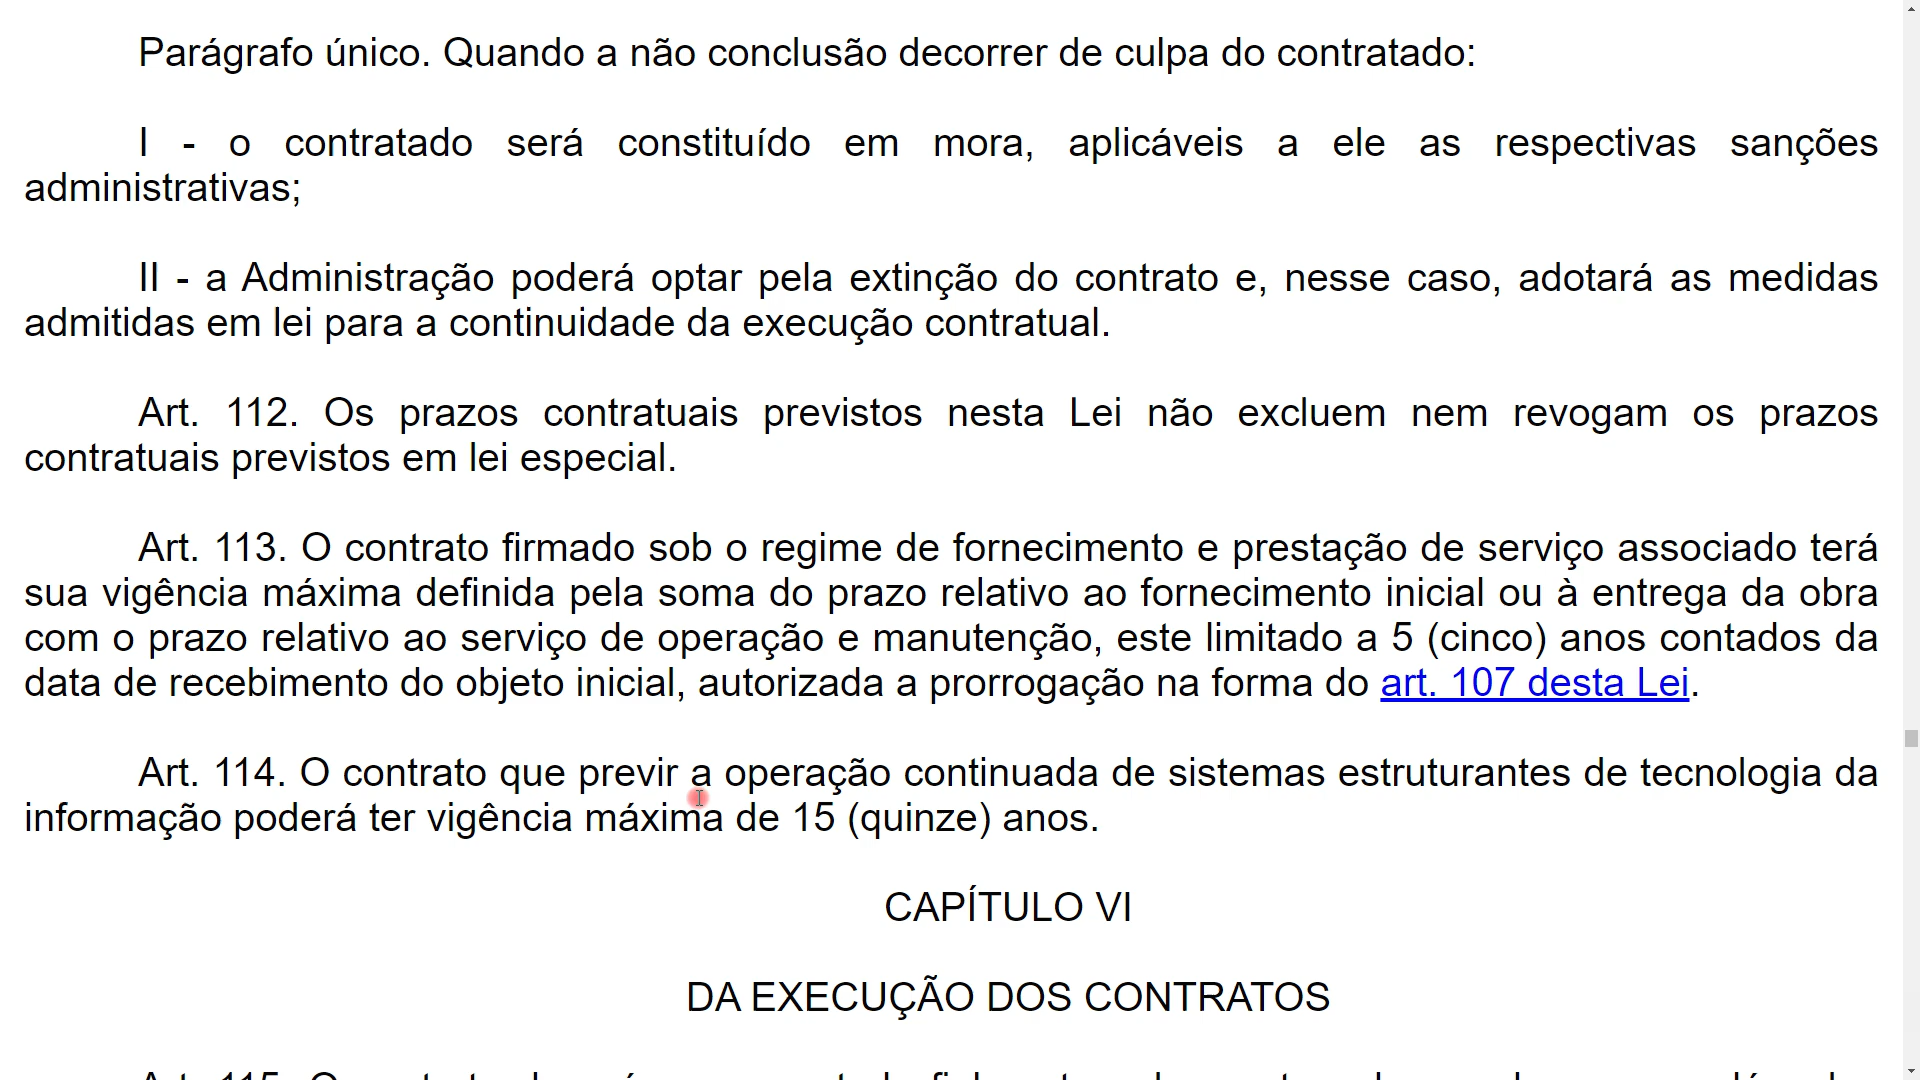 Parágrafo único. Quando a não conclusão decorrer de culpa do contratado:
I - o contratado será constituído em mora, aplicáveis a ele as respectivas sanções
administrativas;
II - a Administração poderá optar pela extinção do contrato e, nesse caso, adotará as medidas
admitidas em lei para a continuidade da execução contratual.
Art. 112. Os prazos contratuais previstos nesta Lei não excluem nem revogam os prazos
contratuais previstos em lei especial.
Art. 113. O contrato firmado sob o regime de fornecimento e prestação de serviço associado terá
sua vigência máxima definida pela soma do prazo relativo ao fornecimento inicial ou à entrega da obra
com o prazo relativo ao serviço de operação e manutenção, este limitado a 5 (cinco) anos contados da
data de recebimento do objeto inicial, autorizada a prorrogação na forma do art. 107 desta Lei.
Art. 114. O contrato que previr a operação continuada de sistemas estruturantes de tecnologia da
informação poderá ter vigência máxima de 15 (quinze) anos.
CAPÍTULO VI
DA EXECUÇÃO DOS CONTRATOS
Art. 115. O